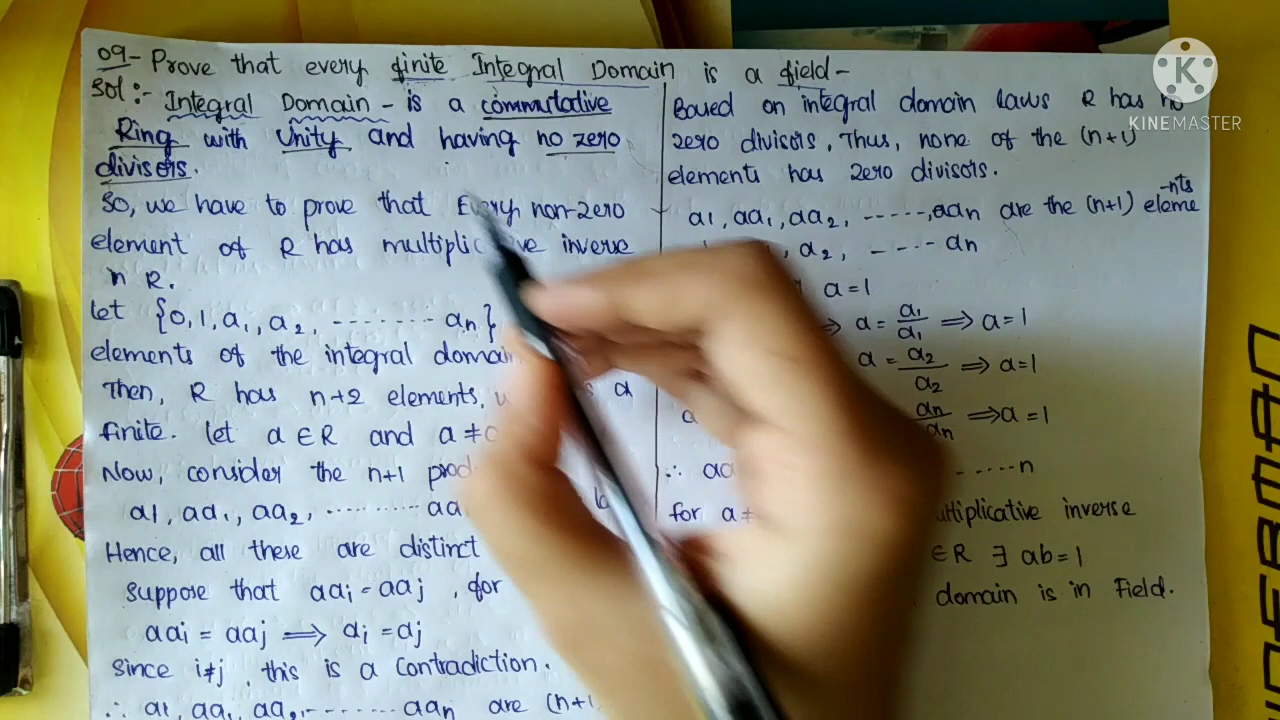 09- Prove that every finite Integral Domain is a field-
Sol:- Integral Domain - is a commutative
Ring with Unity and having no zero
divisors.
So, we have to prove that Every non-zero
element of R has multiplic ve inverse
n R.
let {0, 1, a₁, a₂, -------- an}
elements of the integral domai
Then, R has n+2 elements, a
finite. let a ∈ R and a ≠
Now, consider the n+1 prod
a1, aa₁, aa₂, ---------- aa
Hence, all these are distinct
Suppose that aai = aaj , for
aai = aaj ⟹ ai = aj
Since i≠j , this is a Contradiction.
∴ a1, aa₁, aa₂, ------- aan are (n+1
Based on integral domain laws R has no
zero divisors. Thus, none of the (n+1)
elements has zero divisors.
a1, aa1, aa2, ------, aan are the (n+1) eleme-nts
, a₂, ---- an
a = 1
⟹ a = a₁/a₁ ⟹ a = 1
a = a₂/a₂ ⟹ a = 1
an/an ⟹ a = 1
∴ aa ------ n
for a ≠ ltiplicative inverse
∈ R ∃ ab = 1
domain is in Field.
K
KINEMASTER